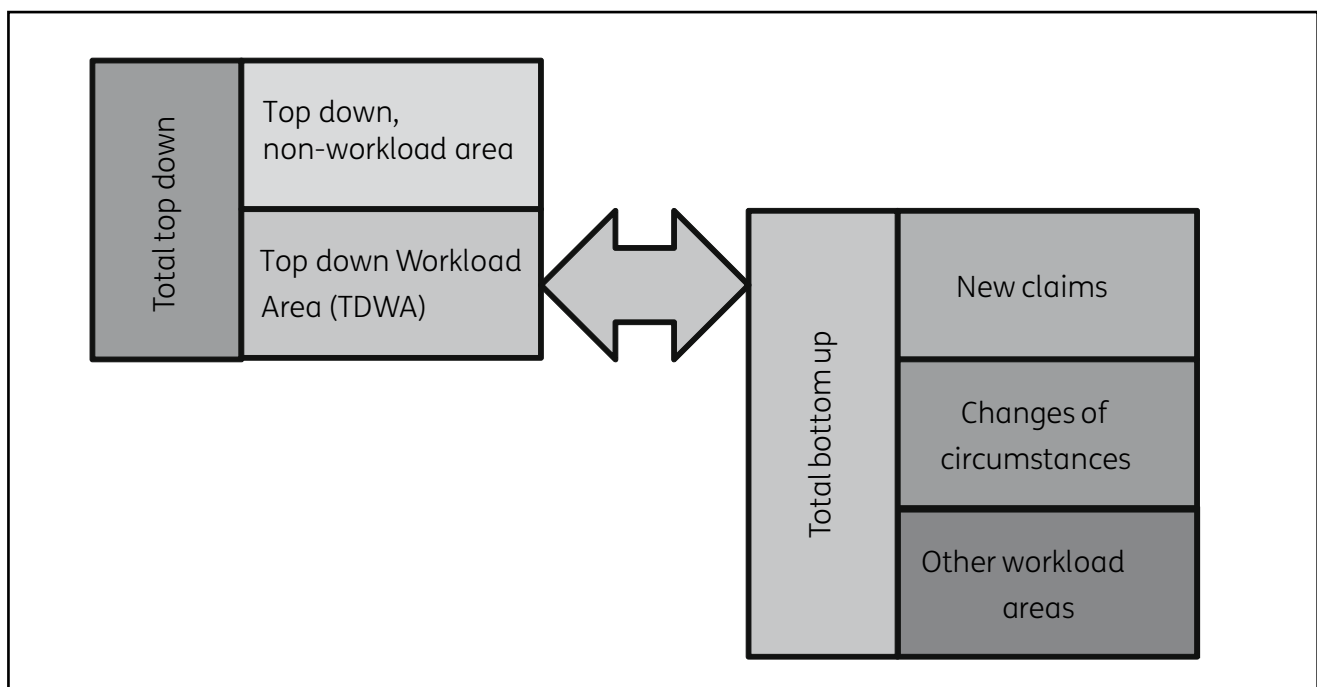 Total top down
Top down,
non-workload area
Top down Workload
Area (TDWA)
Total bottom up
New claims
Changes of
circumstances
Other workload
areas